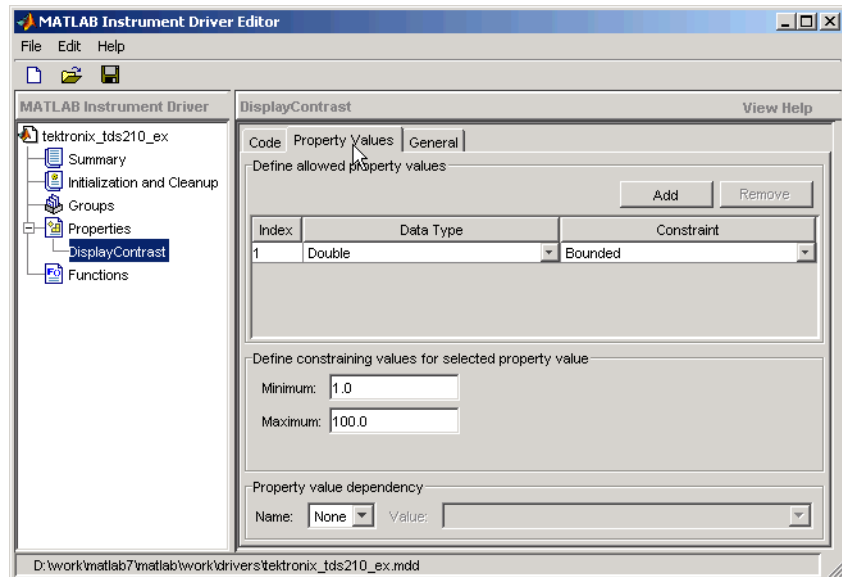 MATLAB Instrument Driver Editor
File Edit Help
MATLAB Instrument Driver
DisplayContrast View Help
tektronix_tds210_ex
Summary
Initialization and Cleanup
Groups
Properties
DisplayContrast
Functions
Code Property Values General
Define allowed property values
Add Remove
Index Data Type Constraint
1 Double Bounded
Define constraining values for selected property value
Minimum: 1.0
Maximum: 100.0
Property value dependency
Name: None Value:
D:\work\matlab7\matlab\work\drivers\tektronix_tds210_ex.mdd